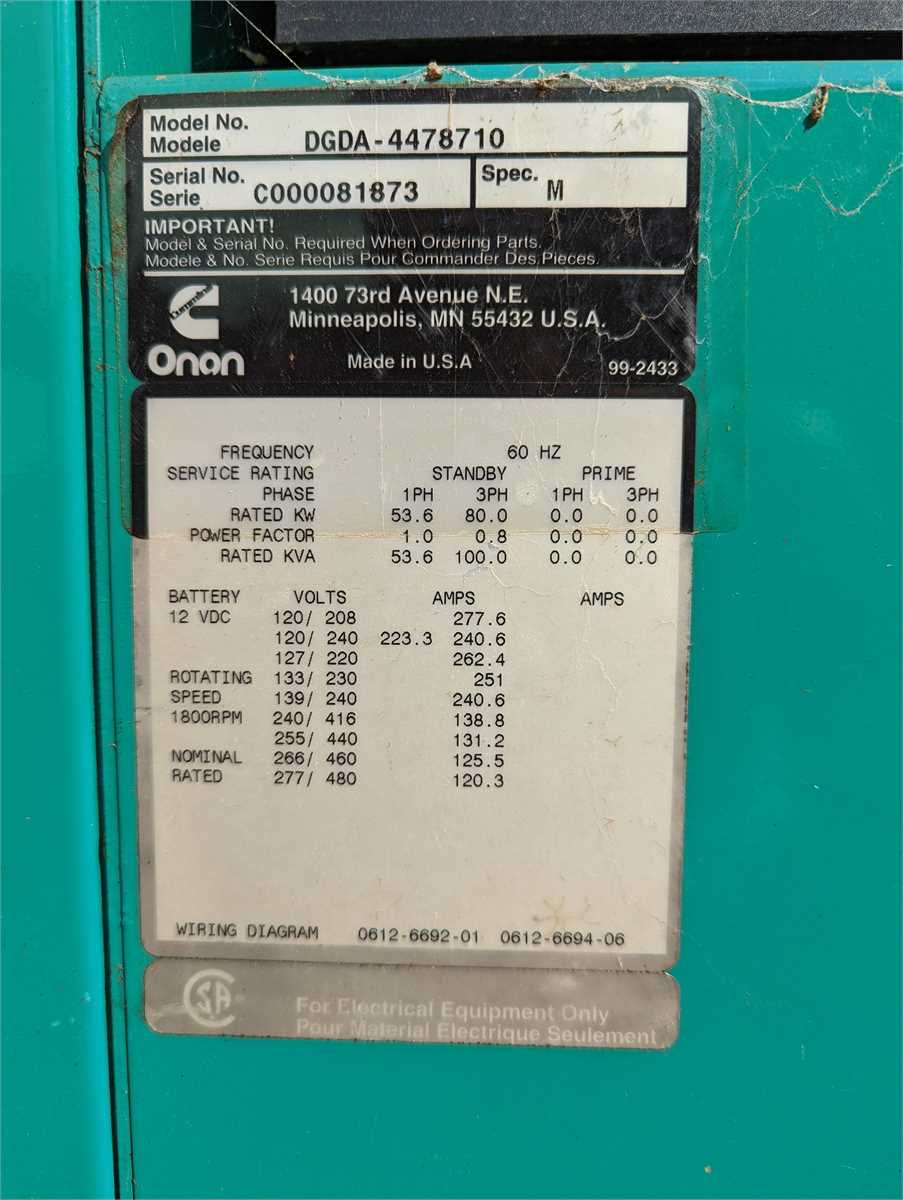 Model No.
Modele DGDA-4478710
Serial No. Spec.
Serie C000081873 M
IMPORTANT!
Model & Serial No. Required When Ordering Parts.
Modele & No. Serie Requis Pour Commander Des Pieces.
Cummins
1400 73rd Avenue N.E.
Minneapolis, MN 55432 U.S.A.
Onan Made in U.S.A 99-2433
FREQUENCY 60 HZ
SERVICE RATING STANDBY PRIME
PHASE 1PH 3PH 1PH 3PH
RATED KW 53.6 80.0 0.0 0.0
POWER FACTOR 1.0 0.8 0.0 0.0
RATED KVA 53.6 100.0 0.0 0.0
BATTERY VOLTS AMPS AMPS
12 VDC 120/ 208 277.6
120/ 240 223.3 240.6
127/ 220 262.4
ROTATING 133/ 230 251
SPEED 139/ 240 240.6
1800RPM 240/ 416 138.8
255/ 440 131.2
NOMINAL 266/ 460 125.5
RATED 277/ 480 120.3
WIRING DIAGRAM 0612-6692-01 0612-6694-06
CSA
For Electrical Equipment Only
Pour Material Electrique Seulement